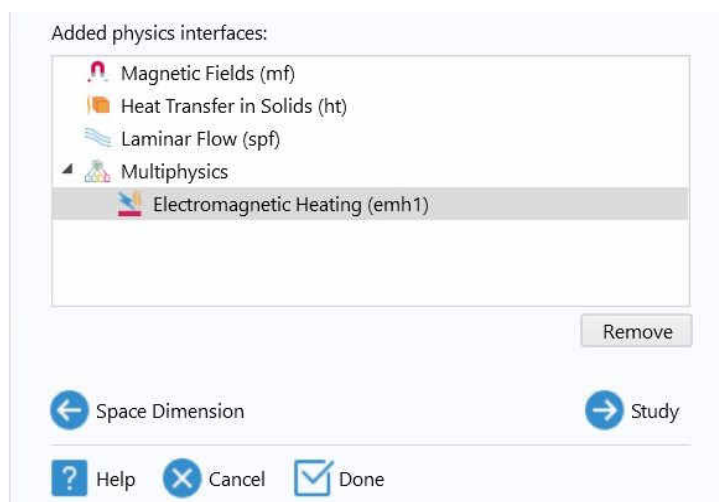 Added physics interfaces:
Magnetic Fields (mf)
Heat Transfer in Solids (ht)
Laminar Flow (spf)
Multiphysics
Electromagnetic Heating (emh1)
Remove
Space Dimension
Study
? Help
Cancel
Done